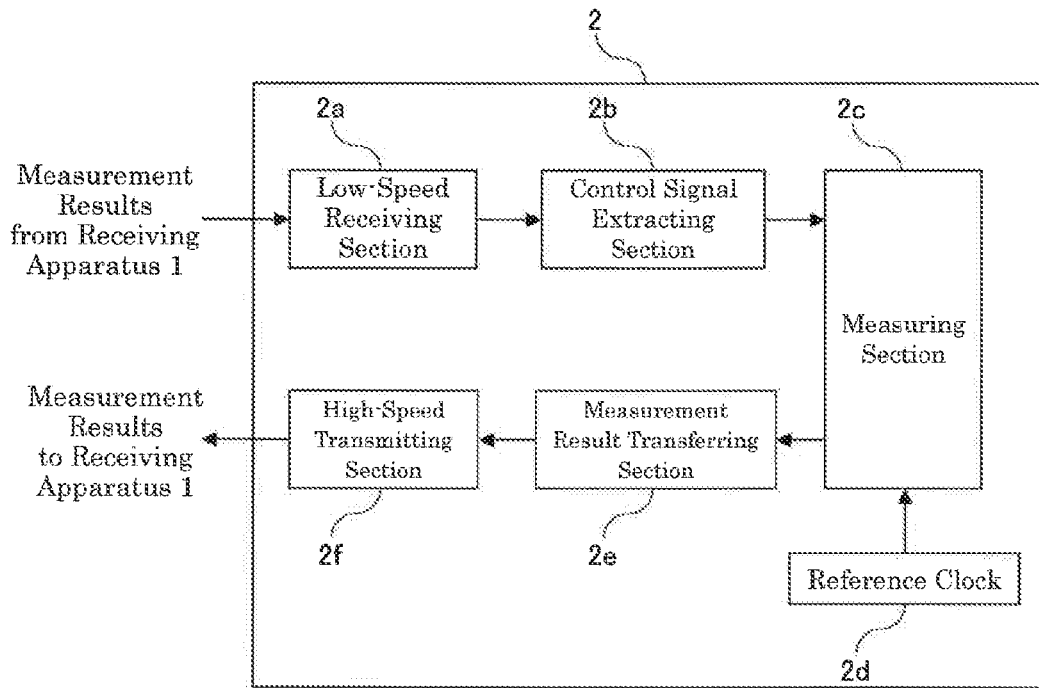 2
2a
2b
2c
Measurement
Results
from Receiving
Apparatus 1
Low-Speed
Receiving
Section
Control Signal
Extracting
Section
Measuring
Section
Measurement
Results
to Receiving
Apparatus 1
High-Speed
Transmitting
Section
Measurement
Result Transferring
Section
2f
2e
Reference Clock
2d